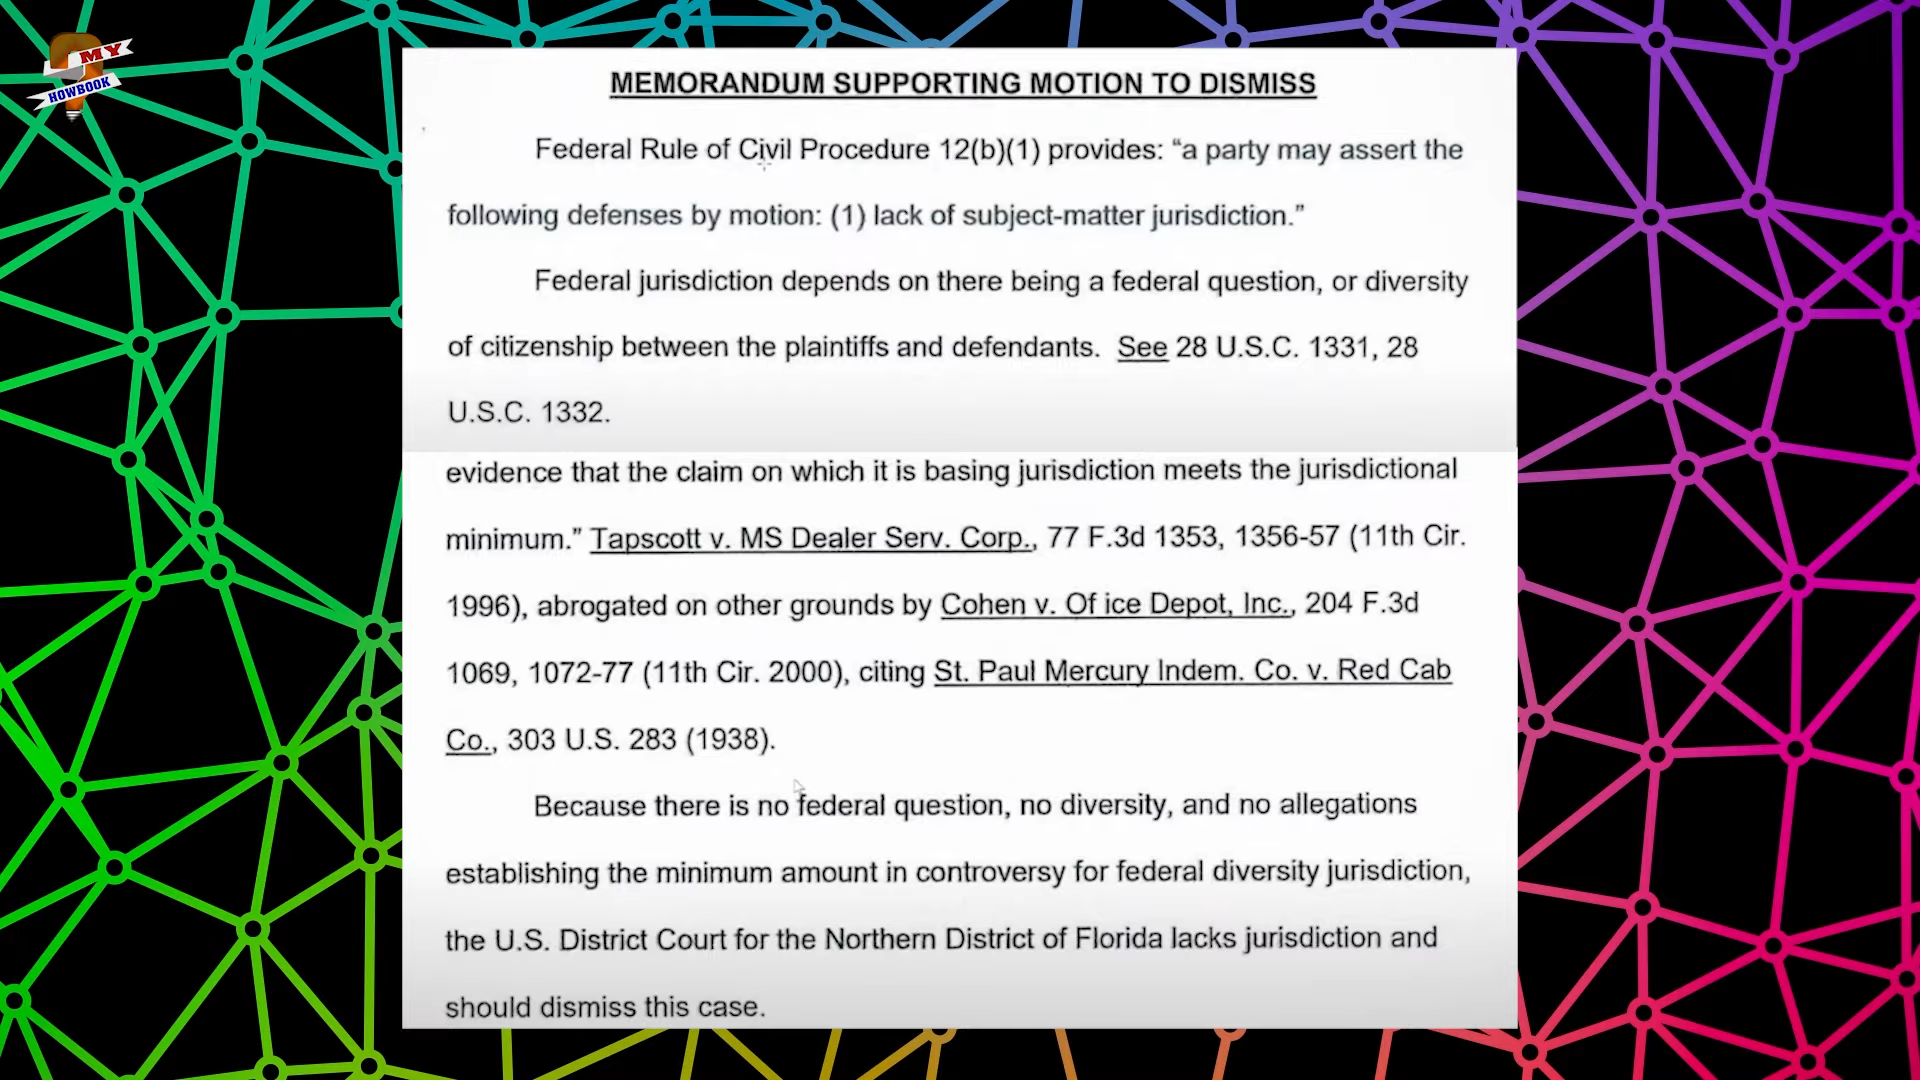 MY
HOWBOOK
MEMORANDUM SUPPORTING MOTION TO DISMISS
Federal Rule of Civil Procedure 12(b)(1) provides: “a party may assert the
following defenses by motion: (1) lack of subject-matter jurisdiction.”
Federal jurisdiction depends on there being a federal question, or diversity
of citizenship between the plaintiffs and defendants. See 28 U.S.C. 1331, 28
U.S.C. 1332.
evidence that the claim on which it is basing jurisdiction meets the jurisdictional
minimum.” Tapscott v. MS Dealer Serv. Corp., 77 F.3d 1353, 1356-57 (11th Cir.
1996), abrogated on other grounds by Cohen v. Of ice Depot, Inc., 204 F.3d
1069, 1072-77 (11th Cir. 2000), citing St. Paul Mercury Indem. Co. v. Red Cab
Co., 303 U.S. 283 (1938).
Because there is no federal question, no diversity, and no allegations
establishing the minimum amount in controversy for federal diversity jurisdiction,
the U.S. District Court for the Northern District of Florida lacks jurisdiction and
should dismiss this case.